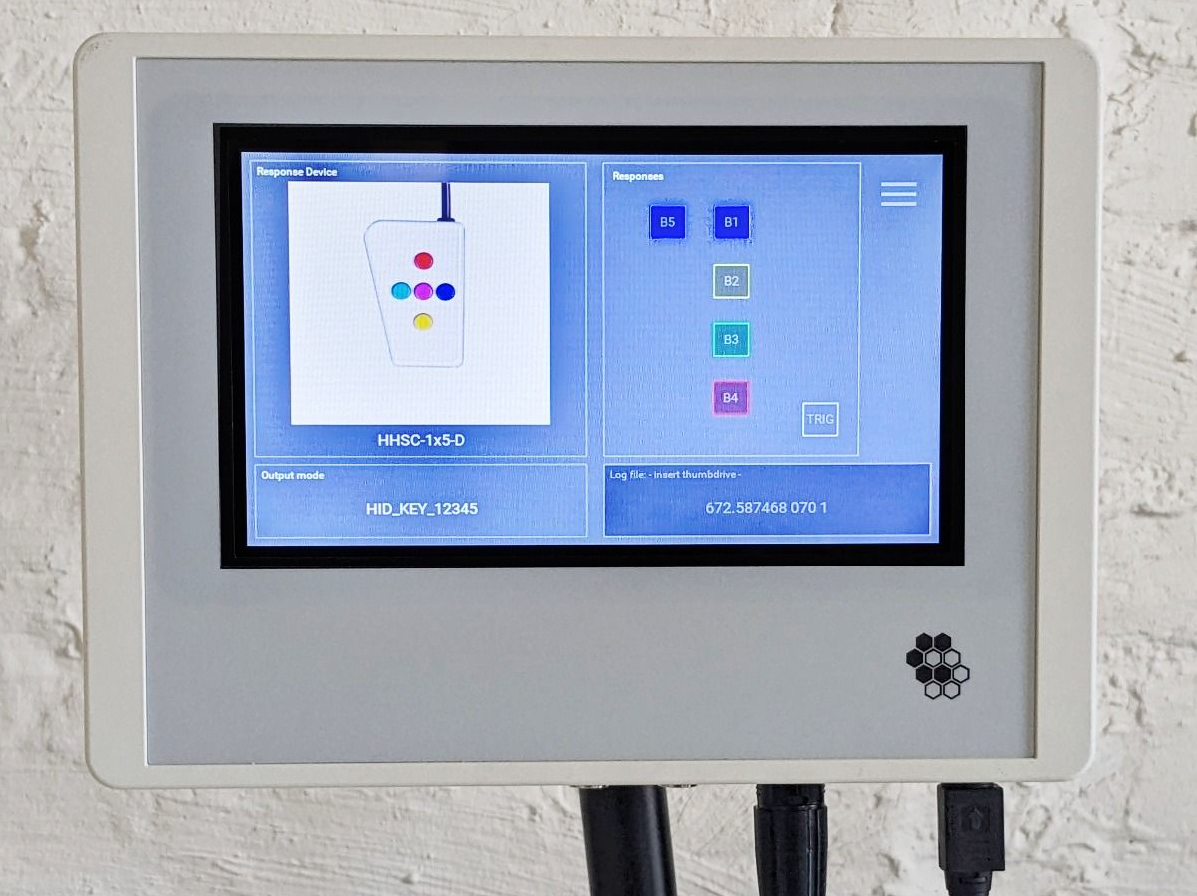 Response Device
HHSC-1x5-D
Responses
B5 B1
B2
B3
B4
TRIG
Output mode
HID_KEY_12345
Log file: - insert thumbdrive -
672.587468 070 1